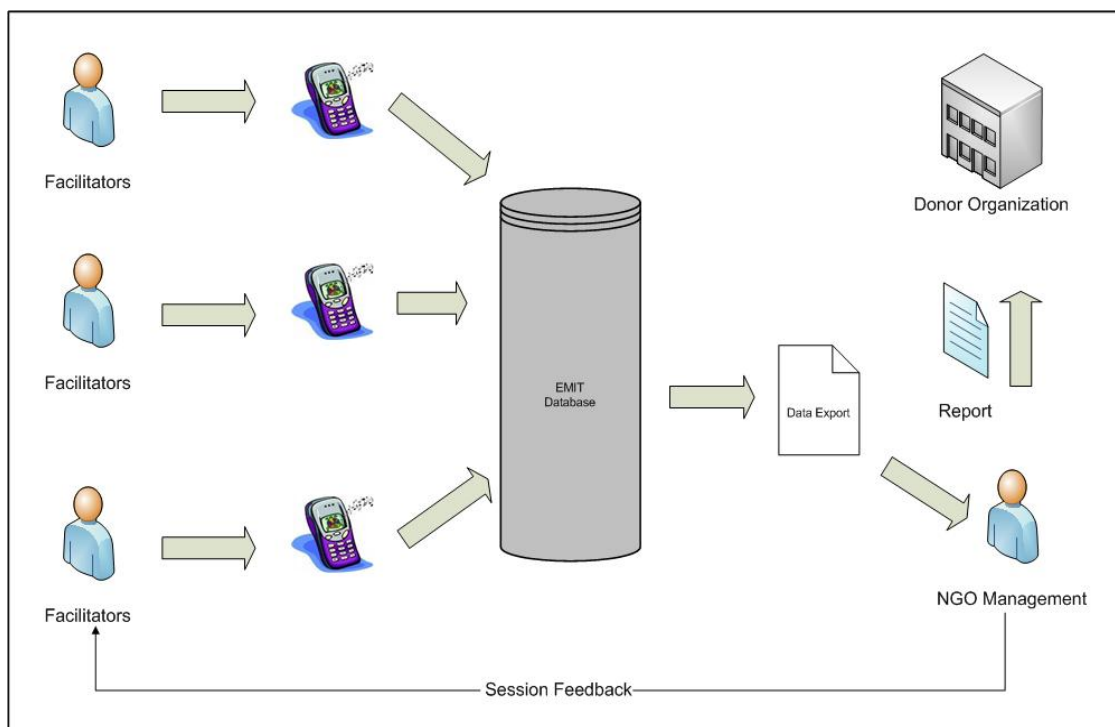 Facilitators
Donor Organization
Facilitators
EMIT
Database
Data Export
Report
Facilitators
NGO Management
Session Feedback